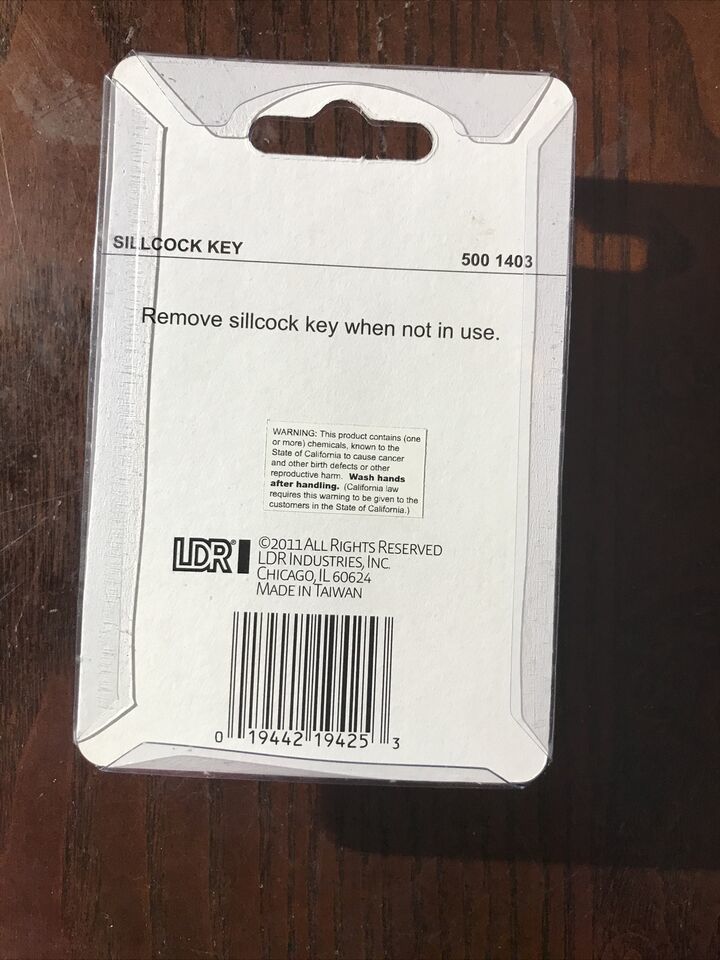 SILLCOCK KEY
500 1403
Remove sillcock key when not in use.
WARNING: This product contains (one
or more) chemicals, known to the
State of California to cause cancer
and other birth defects or other
reproductive harm. Wash hands
after handling. (California law
requires this warning to be given to the
customers in the State of California.)
LDR®
©2011 ALL RIGHTS RESERVED
LDR INDUSTRIES, INC.
CHICAGO, IL 60624
MADE IN TAIWAN
0 19442 19425 3